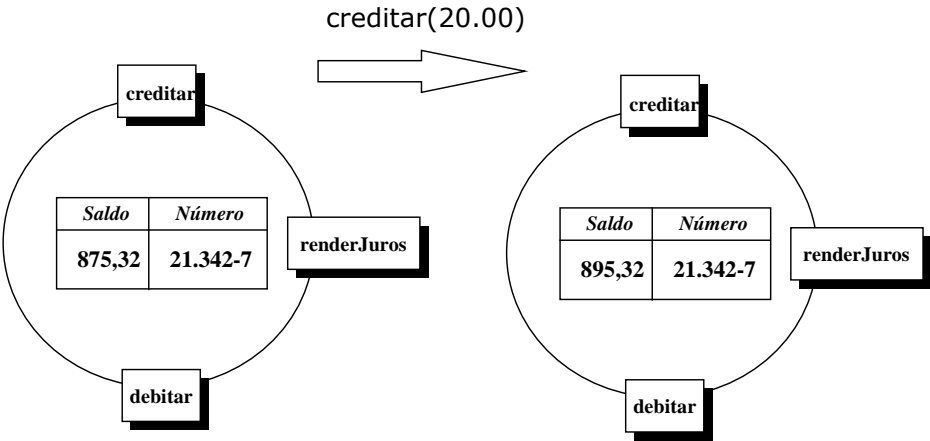 creditar(20.00)
creditar
Saldo Número
875,32 21.342-7
renderJuros
debitar
creditar
Saldo Número
895,32 21.342-7
renderJuros
debitar